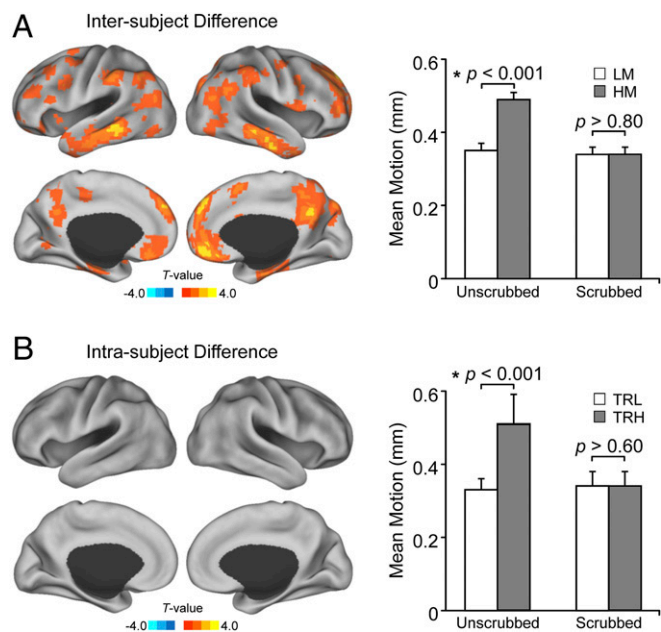 A
Inter-subject Difference
T-value
-4.0 4.0
Mean Motion (mm)
0.6
0.4
0.2
0
* p < 0.001
LM
HM
p > 0.80
Unscrubbed Scrubbed
B
Intra-subject Difference
T-value
-4.0 4.0
Mean Motion (mm)
0.6
0.4
0.2
0
* p < 0.001
TRL
TRH
p > 0.60
Unscrubbed Scrubbed